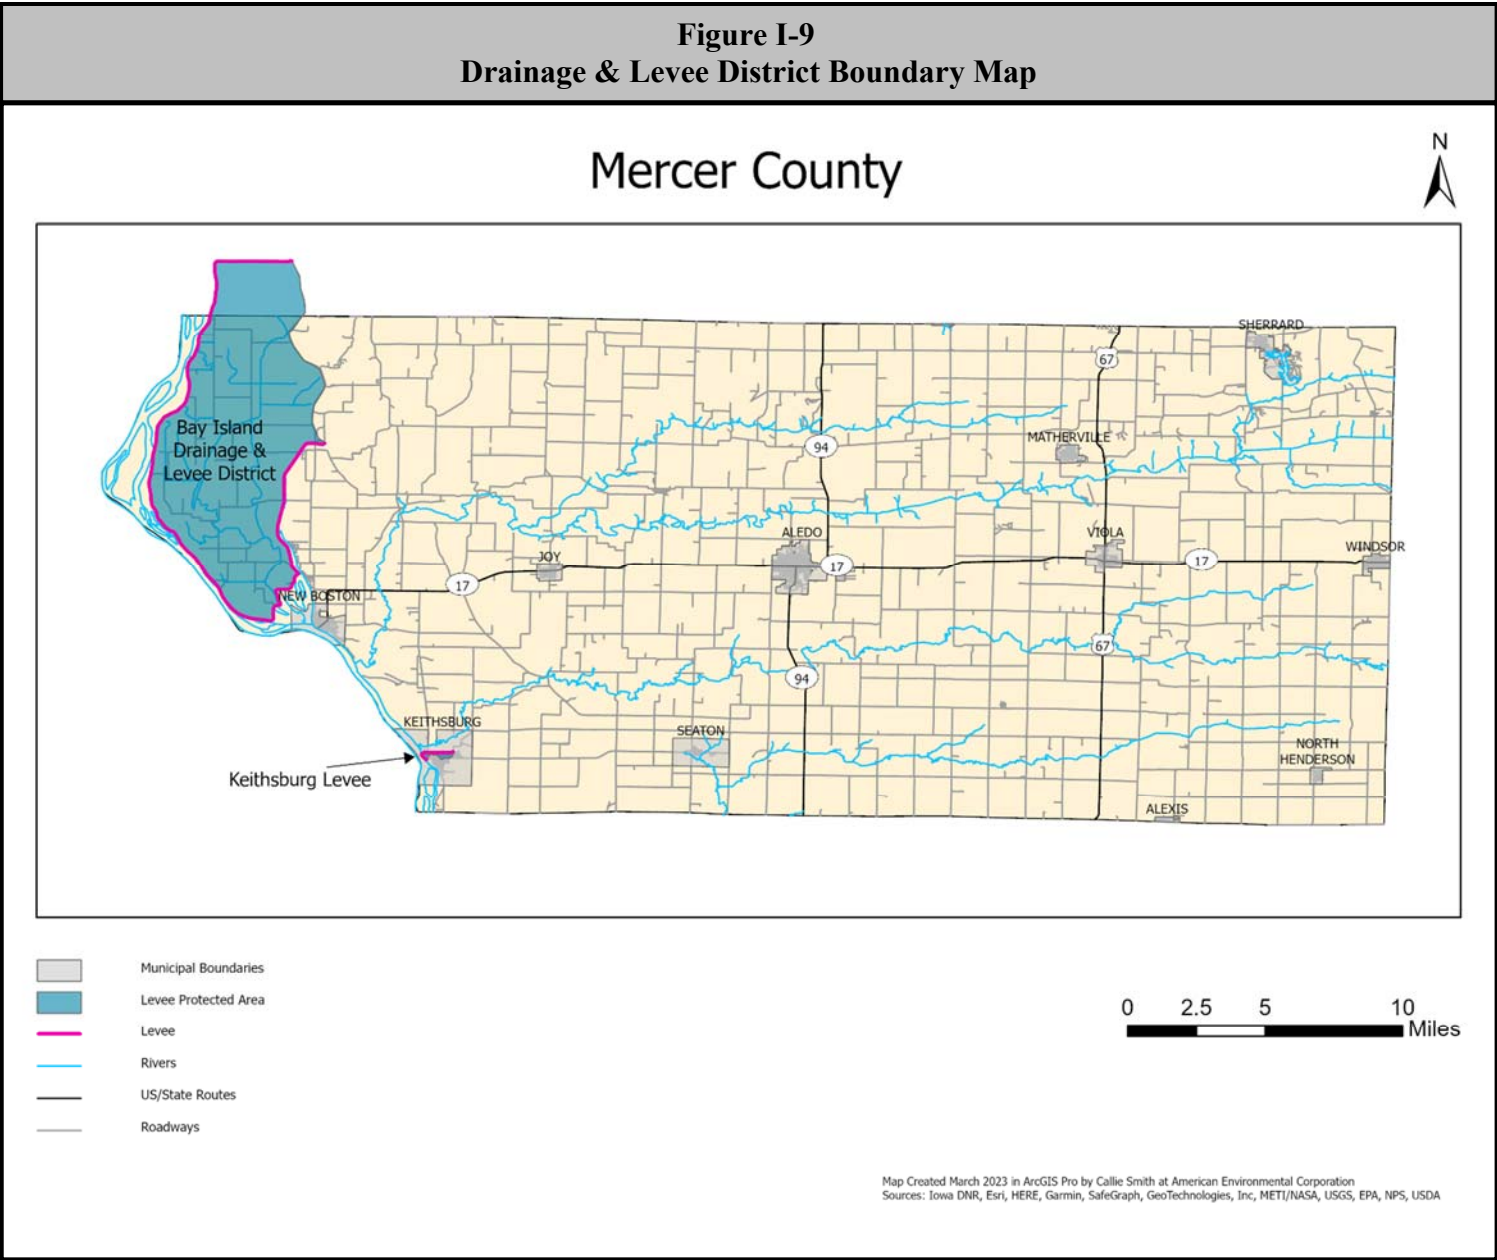 Figure I-9
Drainage & Levee District Boundary Map
Mercer County
N
SHERRARD
67
Bay Island
Drainage &
Levee District
94
MATHERVILLE
ALEDO
VIOLA
WINDSOR
JOY
17
17
17
NEW BOSTON
67
94
KEITHSBURG
SEATON
NORTH
HENDERSON
Keithsburg Levee
ALEXIS
Municipal Boundaries
Levee Protected Area
Levee
Rivers
US/State Routes
Roadways
0 2.5 5 10
Miles
Map Created March 2023 in ArcGIS Pro by Callie Smith at American Environmental Corporation
Sources: Iowa DNR, Esri, HERE, Garmin, SafeGraph, GeoTechnologies, Inc, METI/NASA, USGS, EPA, NPS, USDA